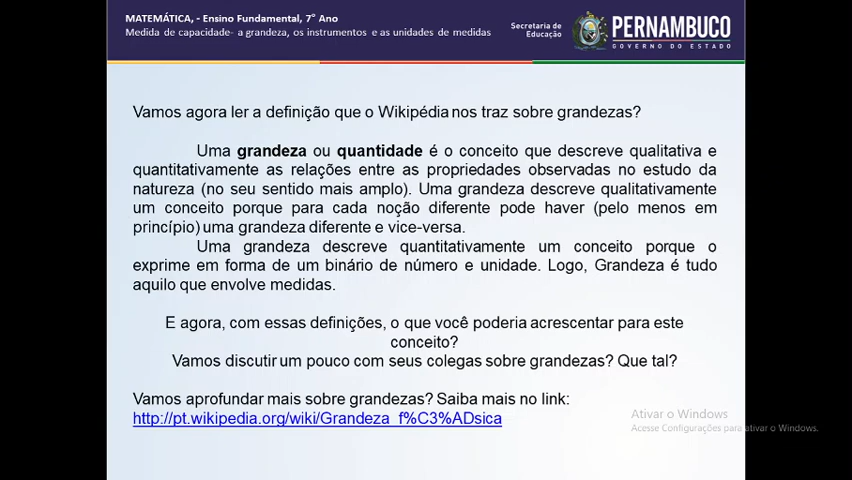 MATEMÁTICA, - Ensino Fundamental, 7° Ano
Medida de capacidade- a grandeza, os instrumentos e as unidades de medidas
Secretaria de
Educação
PERNAMBUCO
GOVERNO DO ESTADO
Vamos agora ler a definição que o Wikipédia nos traz sobre grandezas?
Uma grandeza ou quantidade é o conceito que descreve qualitativa e
quantitativamente as relações entre as propriedades observadas no estudo da
natureza (no seu sentido mais amplo). Uma grandeza descreve qualitativamente
um conceito porque para cada noção diferente pode haver (pelo menos em
princípio) uma grandeza diferente e vice-versa.
Uma grandeza descreve quantitativamente um conceito porque o
exprime em forma de um binário de número e unidade. Logo, Grandeza é tudo
aquilo que envolve medidas.
E agora, com essas definições, o que você poderia acrescentar para este
conceito?
Vamos discutir um pouco com seus colegas sobre grandezas? Que tal?
Vamos aprofundar mais sobre grandezas? Saiba mais no link:
http://pt.wikipedia.org/wiki/Grandeza_f%C3%ADsica
Ativar o Windows
Acesse Configurações para ativar o Windows.